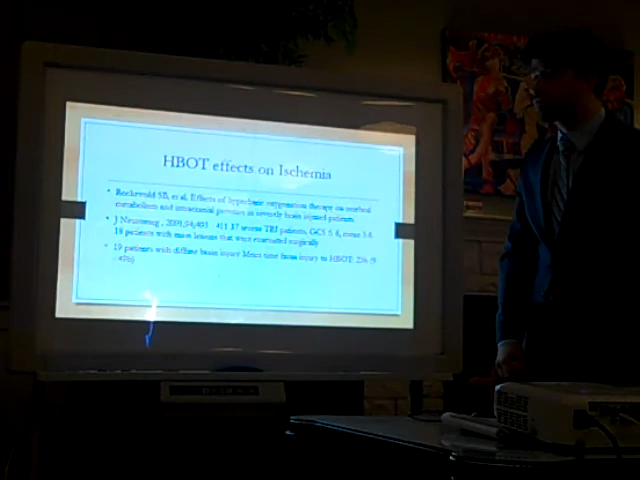 HBOT effects on Ischemia
Rockswold SB, et al. Effects of hyperbaric oxygenation therapy on cerebral
metabolism and intracranial pressure in severely brain injured patients
J Neurosurg, 2001,94,403 411 37 severe TBI patients, GCS 5.8, mean
18 patients with mass lesions that were evacuated surgically
19 patients with diffuse brain injury Mean time from injury to HBOT: (9